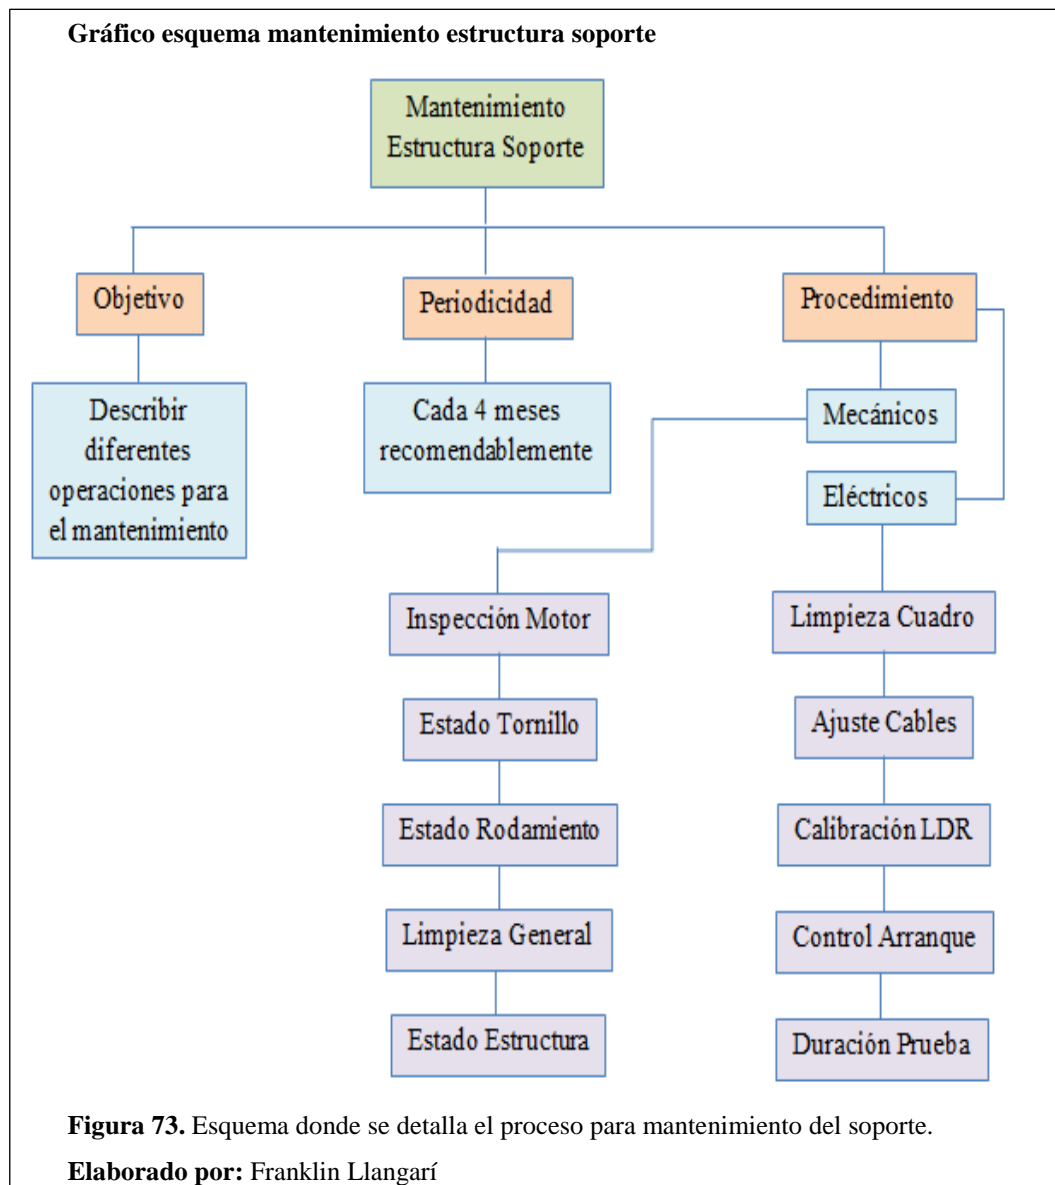 Gráfico esquema mantenimiento estructura soporte
Mantenimiento
Estructura Soporte
Objetivo
Periodicidad
Procedimiento
Describir
diferentes
operaciones para
el mantenimiento
Cada 4 meses
recomendablemente
Mecánicos
Eléctricos
Inspección Motor
Estado Tornillo
Estado Rodamiento
Limpieza General
Estado Estructura
Limpieza Cuadro
Ajuste Cables
Calibración LDR
Control Arranque
Duración Prueba
Figura 73. Esquema donde se detalla el proceso para mantenimiento del soporte.
Elaborado por: Franklin Llangarí